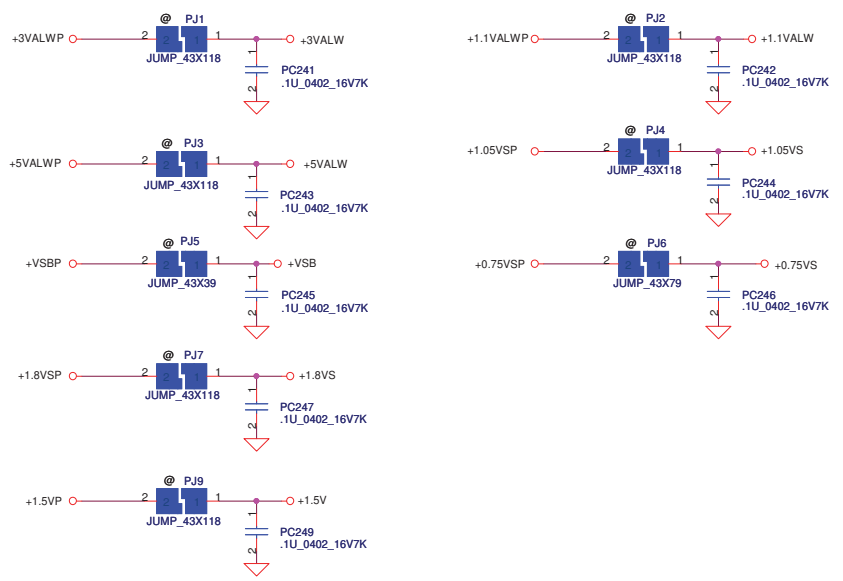 @ PJ1
+3VALWP 2 2 1 1 +3VALW
JUMP_43X118
1
PC241
.1U_0402_16V7K
2
@ PJ2
+1.1VALWP 2 2 1 1 +1.1VALW
JUMP_43X118
1
PC242
.1U_0402_16V7K
2
@ PJ3
+5VALWP 2 2 1 1 +5VALW
JUMP_43X118
1
PC243
.1U_0402_16V7K
2
@ PJ4
+1.05VSP 2 2 1 1 +1.05VS
JUMP_43X118
1
PC244
.1U_0402_16V7K
2
@ PJ5
+VSBP 2 2 1 1 +VSB
JUMP_43X39
1
PC245
.1U_0402_16V7K
2
@ PJ6
+0.75VSP 2 2 1 1 +0.75VS
JUMP_43X79
1
PC246
.1U_0402_16V7K
2
@ PJ7
+1.8VSP 2 2 1 1 +1.8VS
JUMP_43X118
1
PC247
.1U_0402_16V7K
2
@ PJ9
+1.5VP 2 2 1 1 +1.5V
JUMP_43X118
1
PC249
.1U_0402_16V7K
2